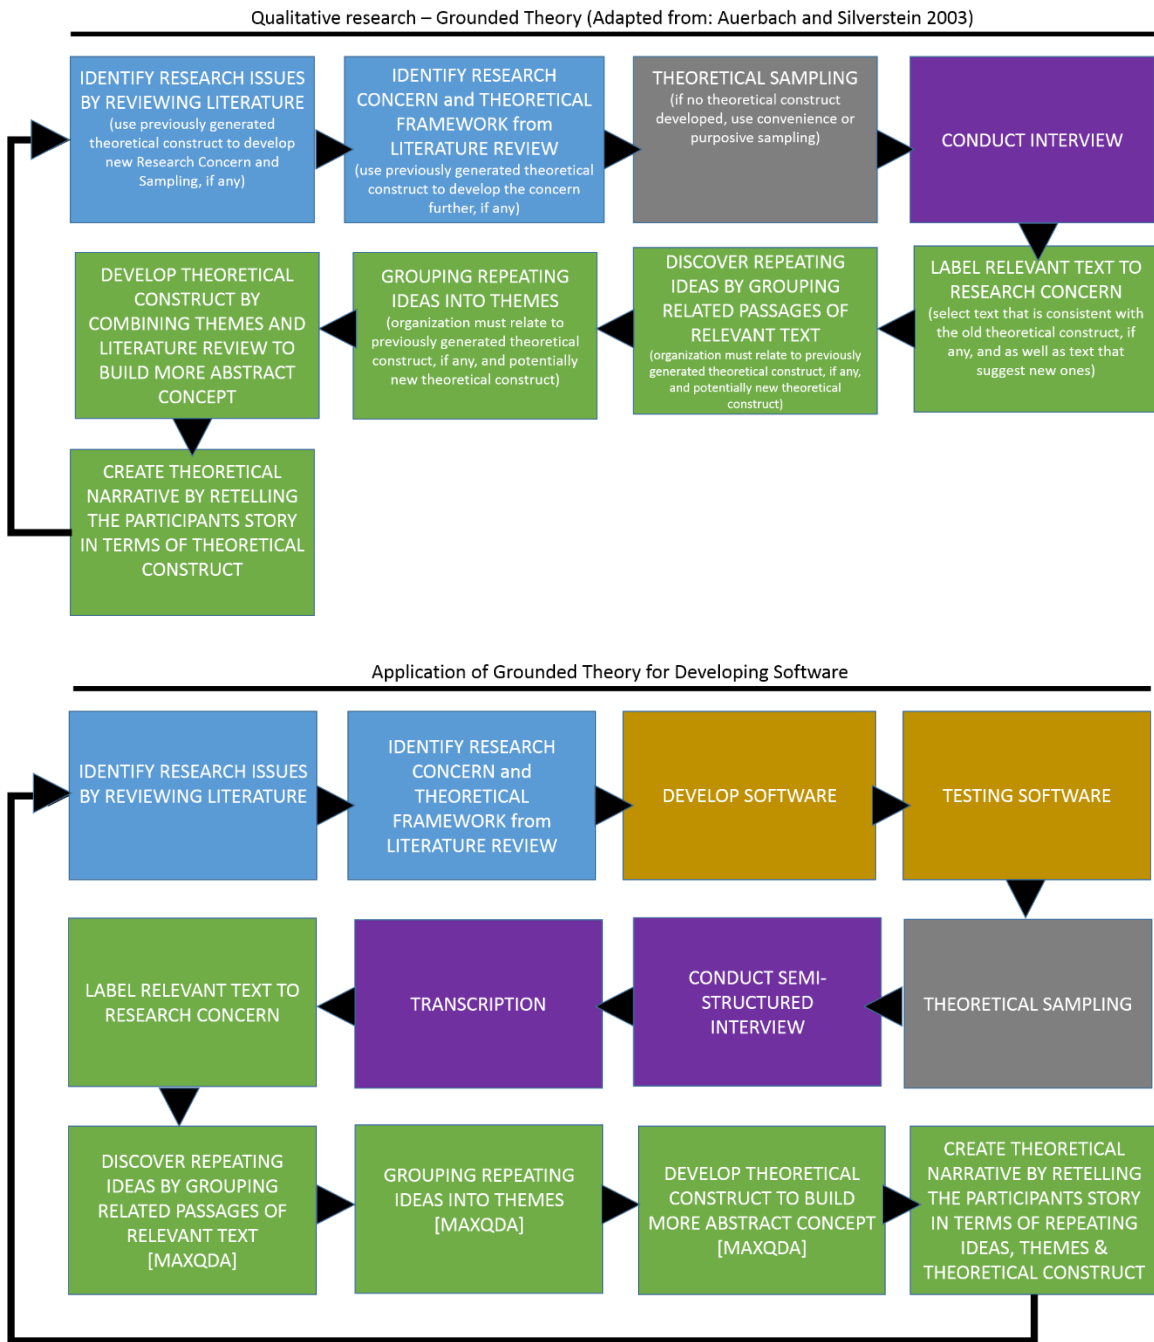 Qualitative research – Grounded Theory (Adapted from: Auerbach and Silverstein 2003)
IDENTIFY RESEARCH ISSUES
BY REVIEWING LITERATURE
(use previously generated
theoretical construct to develop
new Research Concern and
Sampling, if any)
IDENTIFY RESEARCH
CONCERN and THEORETICAL
FRAMEWORK from
LITERATURE REVIEW
(use previously generated theoretical
construct to develop the concern
further, if any)
THEORETICAL SAMPLING
(if no theoretical construct
developed, use convenience or
purposive sampling)
CONDUCT INTERVIEW
LABEL RELEVANT TEXT TO
RESEARCH CONCERN
(select text that is consistent with
the old theoretical construct, if
any, and as well as text that
suggest new ones)
DISCOVER REPEATING
IDEAS BY GROUPING
RELATED PASSAGES OF
RELEVANT TEXT
(organization must relate to previously
generated theoretical construct, if any,
and potentially new theoretical
construct)
GROUPING REPEATING
IDEAS INTO THEMES
(organization must relate to
previously generated theoretical
construct, if any, and potentially
new theoretical construct)
DEVELOP THEORETICAL
CONSTRUCT BY
COMBINING THEMES AND
LITERATURE REVIEW TO
BUILD MORE ABSTRACT
CONCEPT
CREATE THEORETICAL
NARRATIVE BY RETELLING
THE PARTICIPANTS STORY
IN TERMS OF THEORETICAL
CONSTRUCT
Application of Grounded Theory for Developing Software
IDENTIFY RESEARCH ISSUES
BY REVIEWING LITERATURE
IDENTIFY RESEARCH
CONCERN and
THEORETICAL
FRAMEWORK from
LITERATURE REVIEW
DEVELOP SOFTWARE
TESTING SOFTWARE
THEORETICAL SAMPLING
CONDUCT SEMI-
STRUCTURED
INTERVIEW
TRANSCRIPTION
LABEL RELEVANT TEXT TO
RESEARCH CONCERN
DISCOVER REPEATING
IDEAS BY GROUPING
RELATED PASSAGES OF
RELEVANT TEXT
[MAXQDA]
GROUPING REPEATING
IDEAS INTO THEMES
[MAXQDA]
DEVELOP THEORETICAL
CONSTRUCT TO BUILD
MORE ABSTRACT CONCEPT
[MAXQDA]
CREATE THEORETICAL
NARRATIVE BY RETELLING
THE PARTICIPANTS STORY
IN TERMS OF REPEATING
IDEAS, THEMES &
THEORETICAL CONSTRUCT